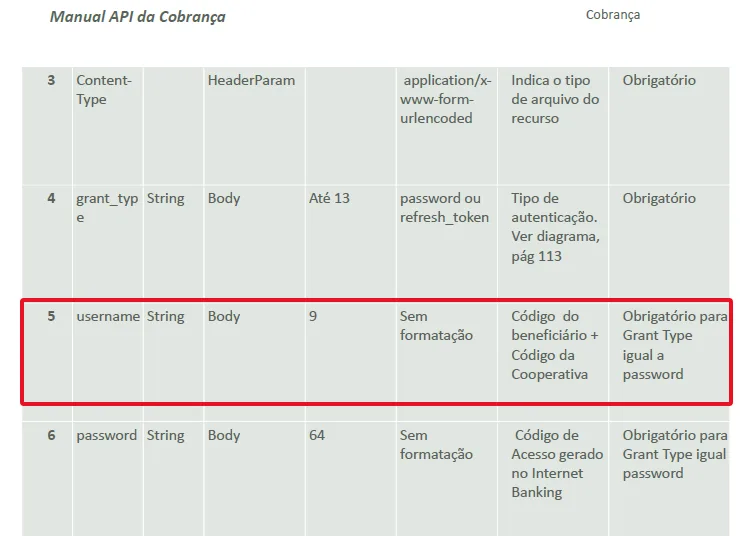 Manual API da Cobrança
Cobrança
3 Content- HeaderParam application/x- Indica o tipo Obrigatório
Type www-form- de arquivo do
urlencoded recurso
4 grant_typ String Body Até 13 password ou Tipo de Obrigatório
e refresh_token autenticação.
Ver diagrama,
pág 113
5 username String Body 9 Sem Código do Obrigatório para
formatação beneficiário + Grant Type
Código da igual a
Cooperativa password
6 password String Body 64 Sem Código de Obrigatório para
formatação Acesso gerado Grant Type igual
no Internet password
Banking